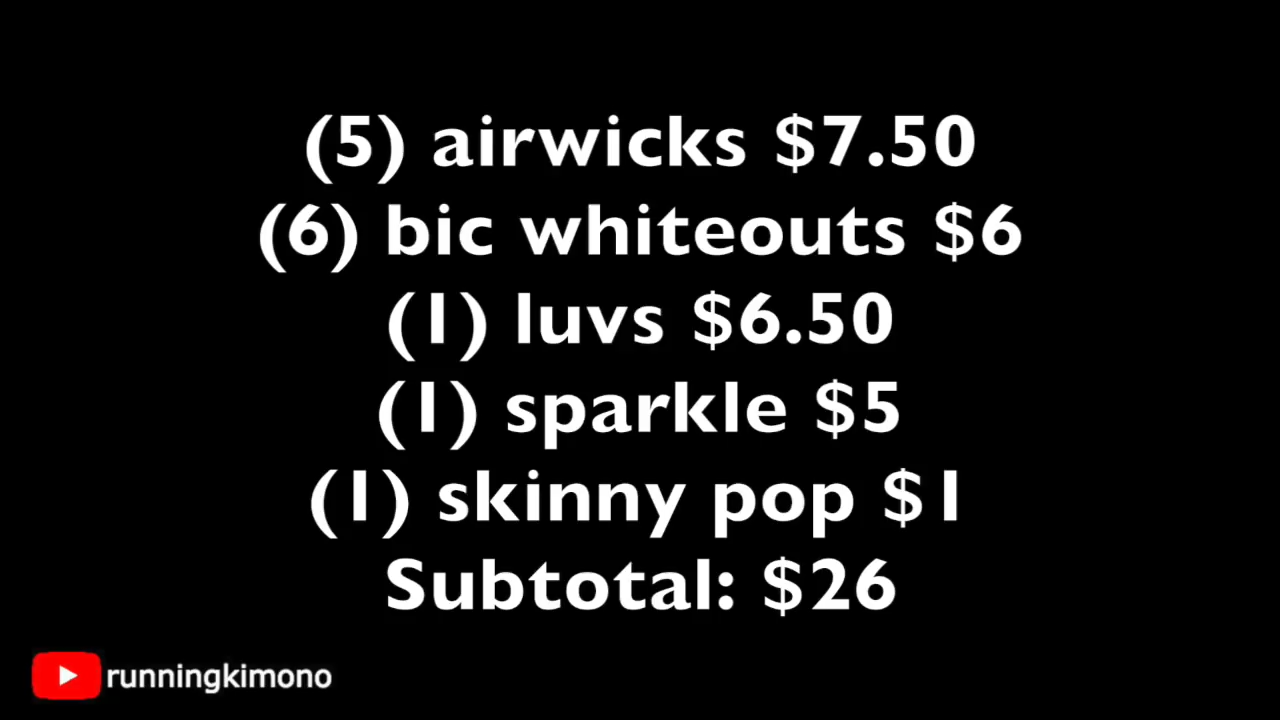 (5) airwicks $7.50
(6) bic whiteouts $6
(1) luvs $6.50
(1) sparkle $5
(1) skinny pop $1
Subtotal: $26
runningkimono